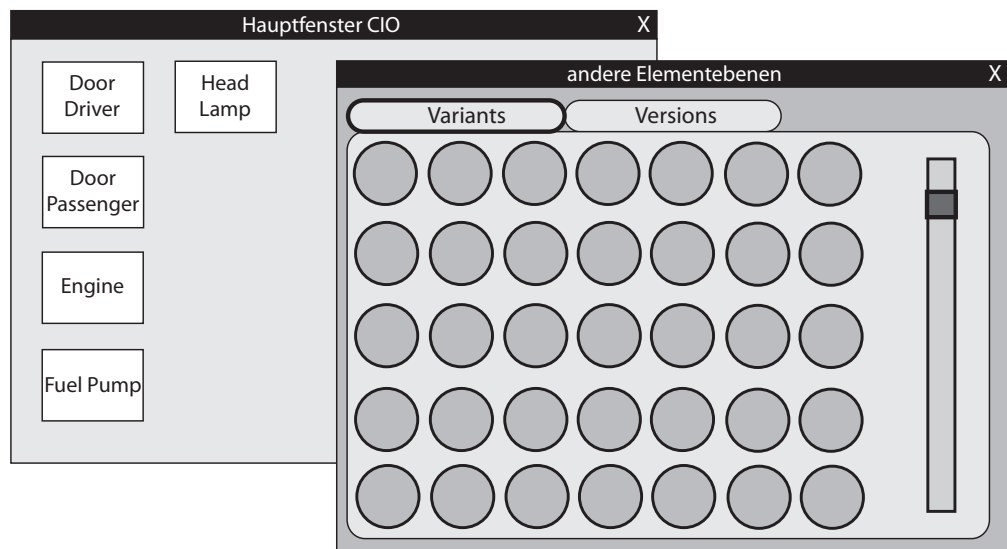 Hauptfenster CIO
X
Door
Driver
Head
Lamp
Door
Passenger
Engine
Fuel Pump
andere Elementebenen
X
Variants
Versions